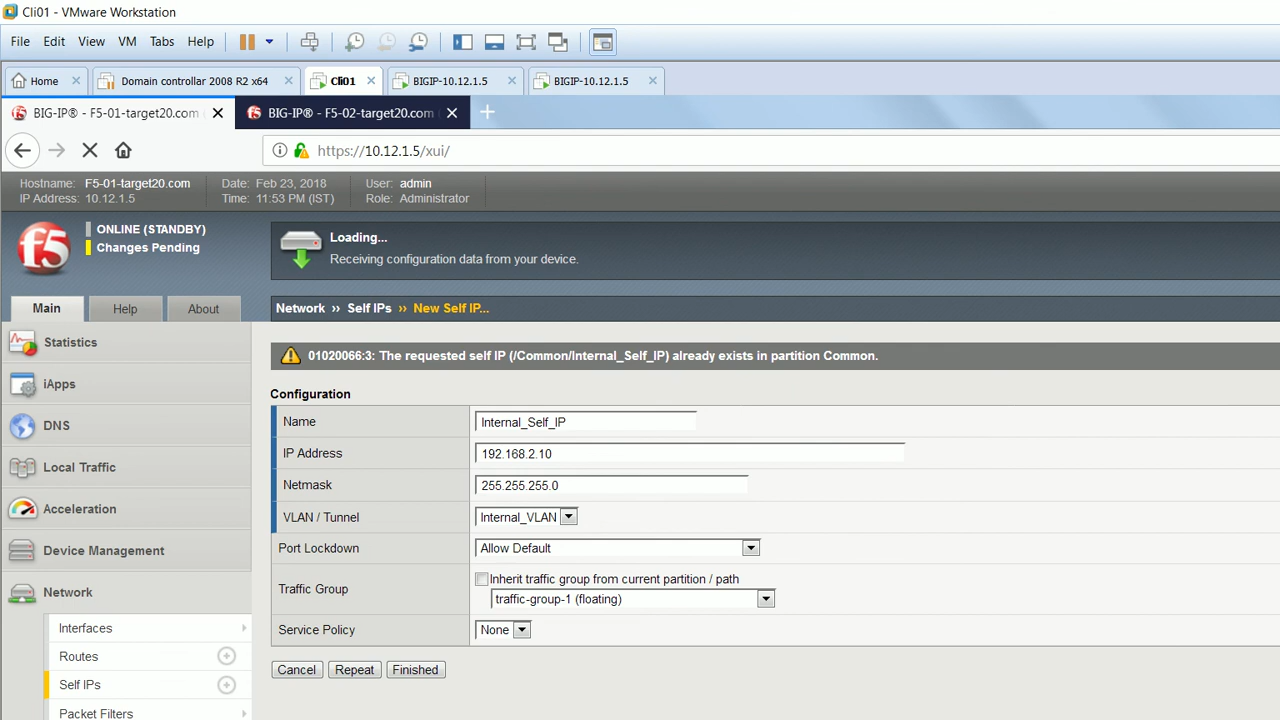 Cli01 - VMware Workstation
File Edit View VM Tabs Help
Home Domain controllar 2008 R2 x64 Cli01 BIGIP-10.12.1.5 BIGIP-10.12.1.5
BIG-IP® - F5-01-target20.com BIG-IP® - F5-02-target20.com
https://10.12.1.5/xui/
Hostname: F5-01-target20.com Date: Feb 23, 2018 User: admin
IP Address: 10.12.1.5 Time: 11:53 PM (IST) Role: Administrator
f5
ONLINE (STANDBY)
Changes Pending
Loading...
Receiving configuration data from your device.
Main Help About
Network ›› Self IPs ›› New Self IP...
Statistics
iApps
DNS
Local Traffic
Acceleration
Device Management
Network
Interfaces
Routes
Self IPs
Packet Filters
01020066:3: The requested self IP (/Common/Internal_Self_IP) already exists in partition Common.
Configuration
Name Internal_Self_IP
IP Address 192.168.2.10
Netmask 255.255.255.0
VLAN / Tunnel Internal_VLAN
Port Lockdown Allow Default
Traffic Group Inherit traffic group from current partition / path
traffic-group-1 (floating)
Service Policy None
Cancel Repeat Finished